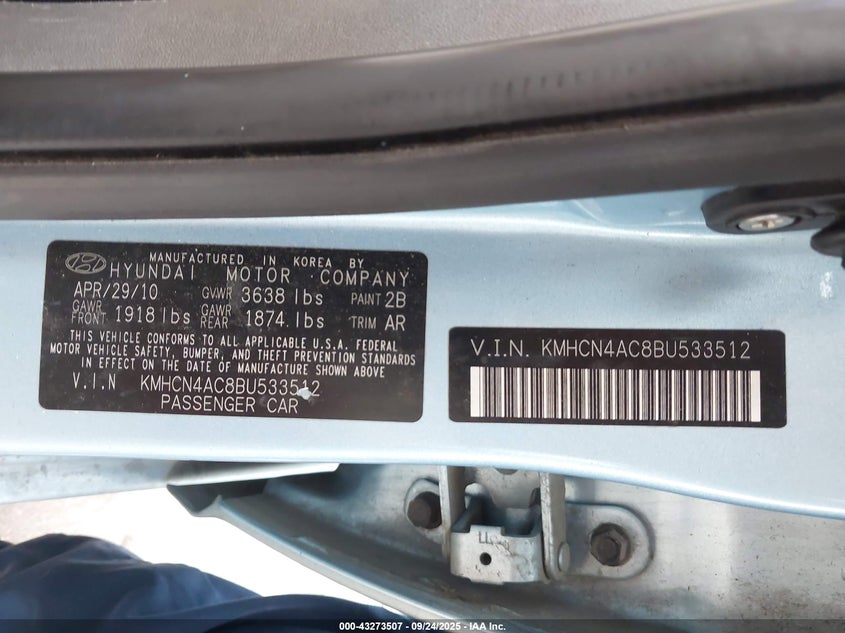 MANUFACTURED IN KOREA BY
HYUNDAI MOTOR COMPANY
APR/29/10 GVWR 3638 lbs PAINT 2B
GAWR FRONT 1918 lbs GAWR REAR 1874 lbs TRIM AR
THIS VEHICLE CONFORMS TO ALL APPLICABLE U.S.A. FEDERAL
MOTOR VEHICLE SAFETY, BUMPER, AND THEFT PREVENTION STANDARDS
IN EFFECT ON THE DATE OF MANUFACTURE SHOWN ABOVE
V.I.N KMHCN4AC8BU533512
PASSENGER CAR
V.I.N. KMHCN4AC8BU533512
000-43273507 - 09/24/2025 - IAA Inc.